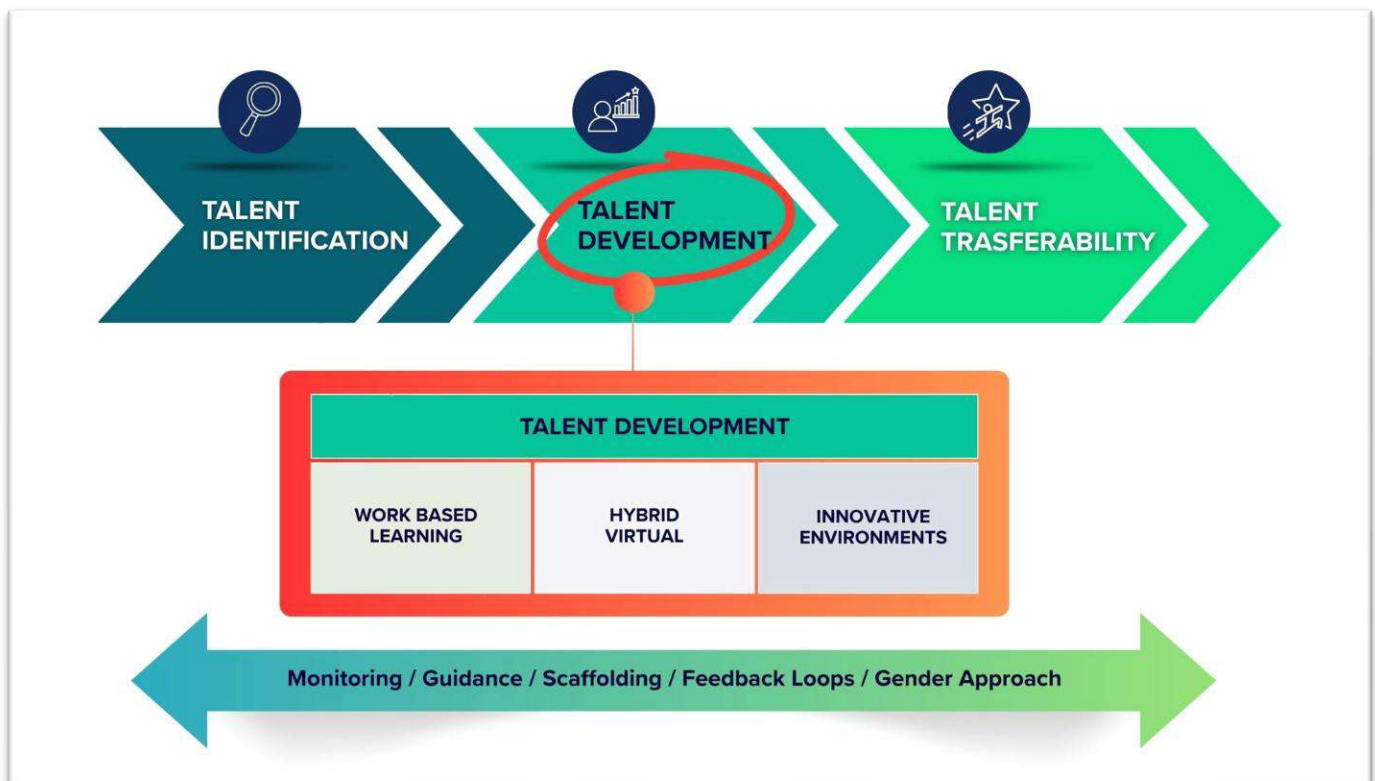 TALENT
IDENTIFICATION
TALENT
DEVELOPMENT
TALENT
TRASFERABILITY
TALENT DEVELOPMENT
WORK BASED
LEARNING
HYBRID
VIRTUAL
INNOVATIVE
ENVIRONMENTS
Monitoring / Guidance / Scaffolding / Feedback Loops / Gender Approach